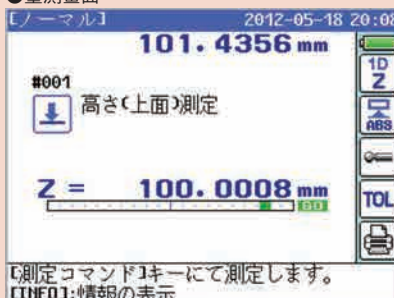 [ノーマル] 2012-05-18 20:08
101.4356 mm
1D
Z
#001
高さ(上面)測定
ABS
Z = 100.0008 mm
GO
TOL
[測定コマンド]キーにて測定します。
[INFO]:情報の表示